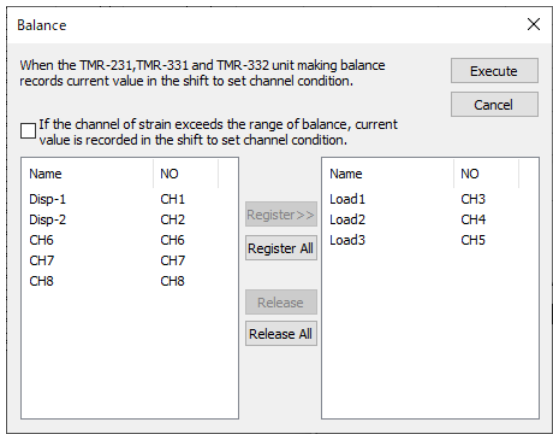 Balance
When the TMR-231,TMR-331 and TMR-332 unit making balance
records current value in the shift to set channel condition.
Execute
Cancel
If the channel of strain exceeds the range of balance, current
value is recorded in the shift to set channel condition.
Name NO
Disp-1 CH1
Disp-2 CH2
CH6 CH6
CH7 CH7
CH8 CH8
Register>>
Register All
Release
Release All
Name NO
Load1 CH3
Load2 CH4
Load3 CH5